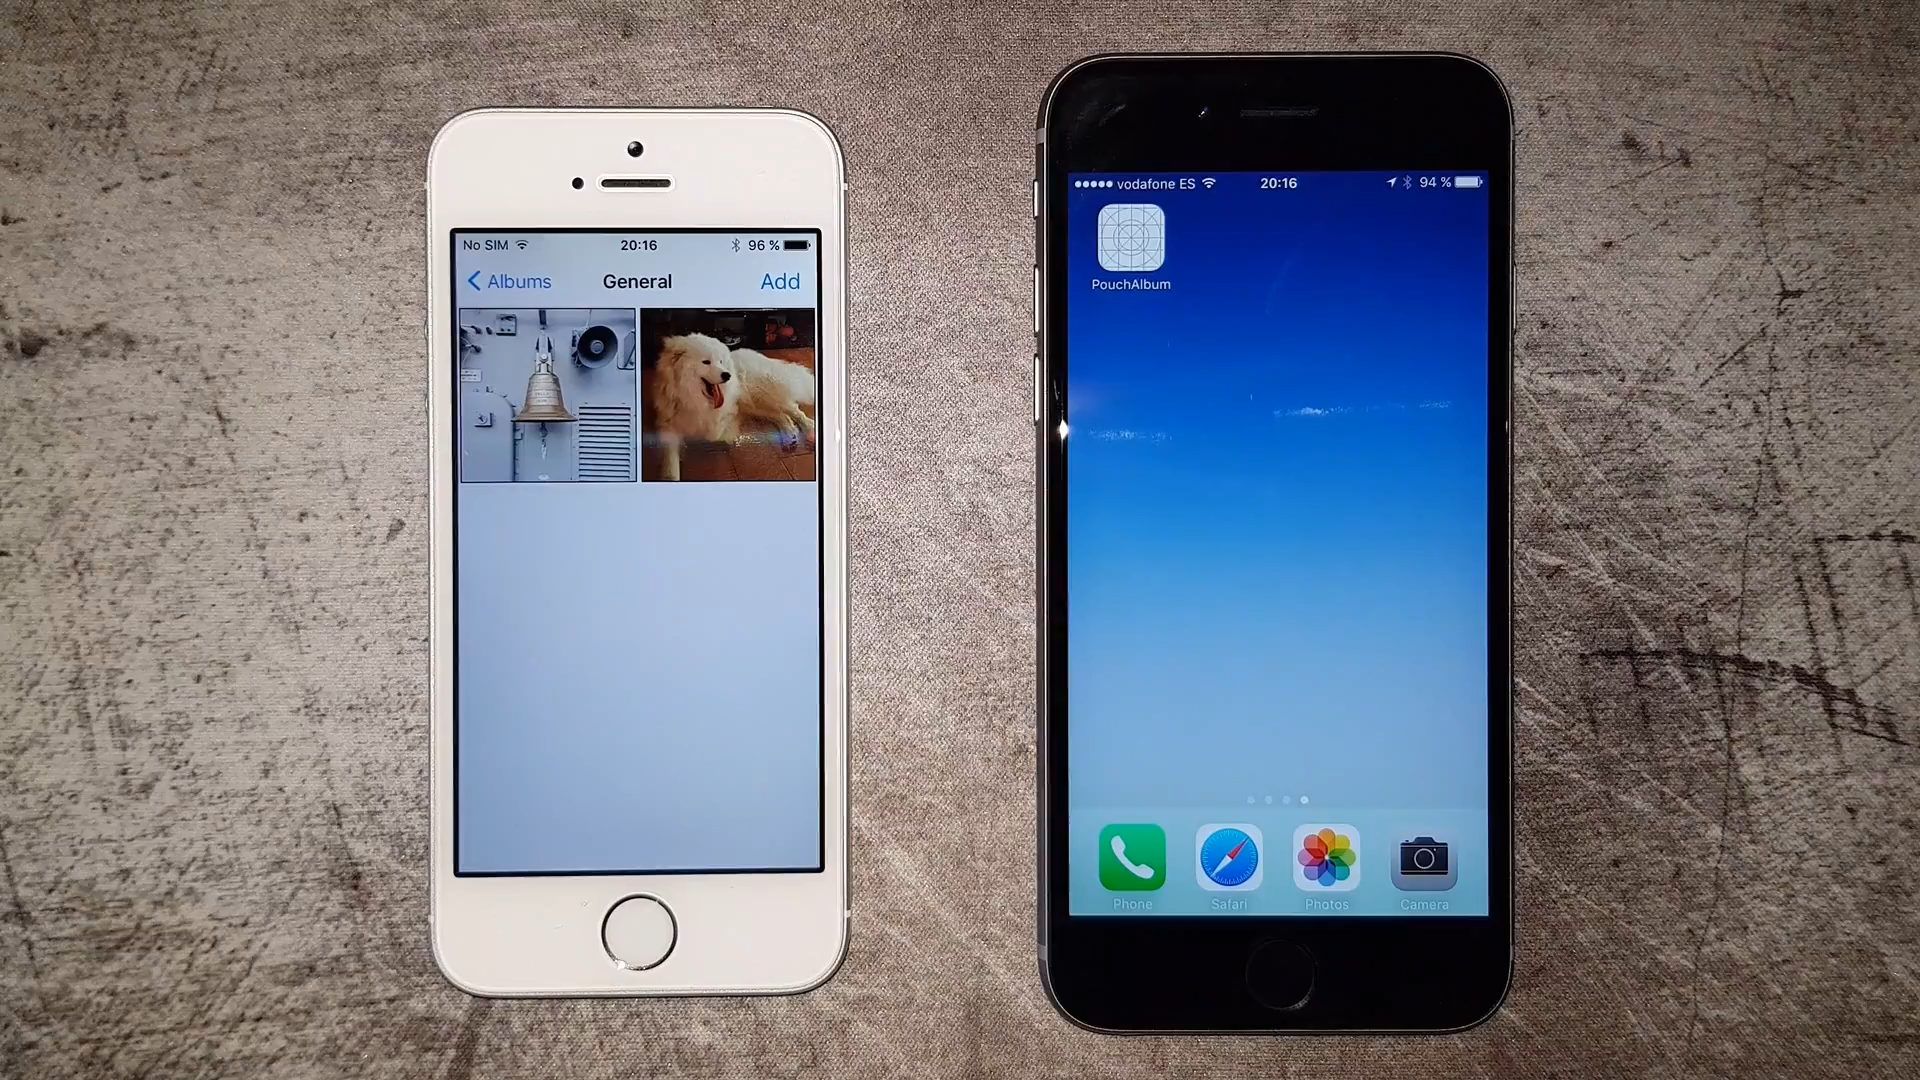 No SIM 20:16 96 %
Albums General Add
vodafone ES 20:16 94 %
PouchAlbum
Phone Safari Photos Camera